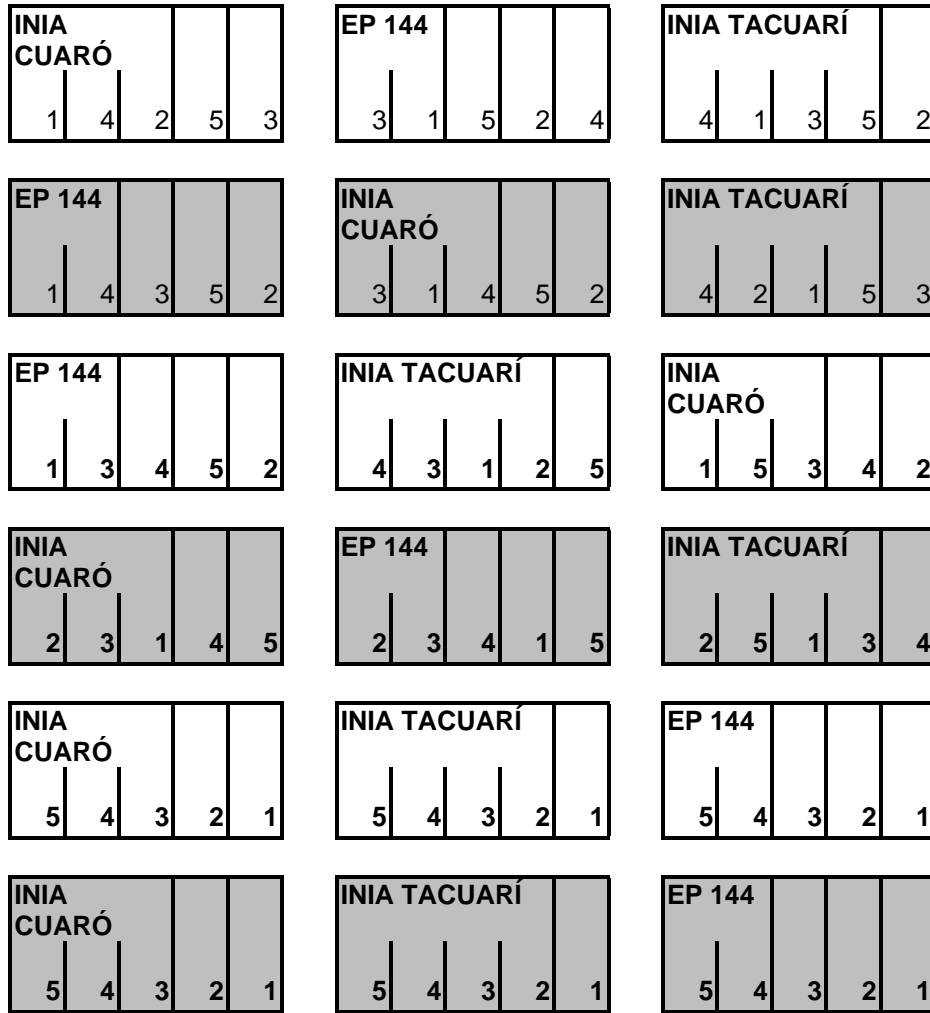 INIA CUARÓ EP 144 INIA TACUARÍ
1 4 2 5 3 3 1 5 2 4 4 1 3 5 2
EP 144 INIA CUARÓ INIA TACUARÍ
1 4 3 5 2 3 1 4 5 2 4 2 1 5 3
EP 144 INIA TACUARÍ INIA CUARÓ
1 3 4 5 2 4 3 1 2 5 1 5 3 4 2
INIA CUARÓ EP 144 INIA TACUARÍ
2 3 1 4 5 2 3 4 1 5 2 5 1 3 4
INIA CUARÓ INIA TACUARÍ EP 144
5 4 3 2 1 5 4 3 2 1 5 4 3 2 1
INIA CUARÓ INIA TACUARÍ EP 144
5 4 3 2 1 5 4 3 2 1 5 4 3 2 1